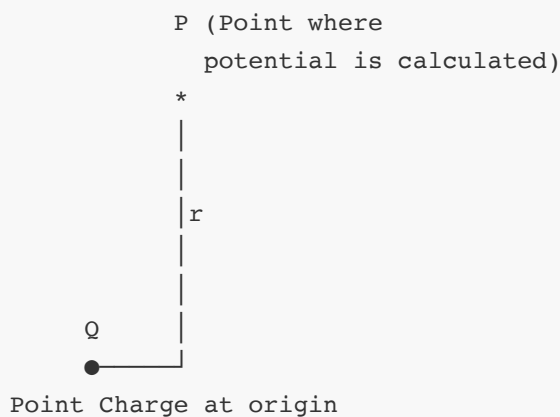 P (Point where
potential is calculated)
r
Q
Point Charge at origin